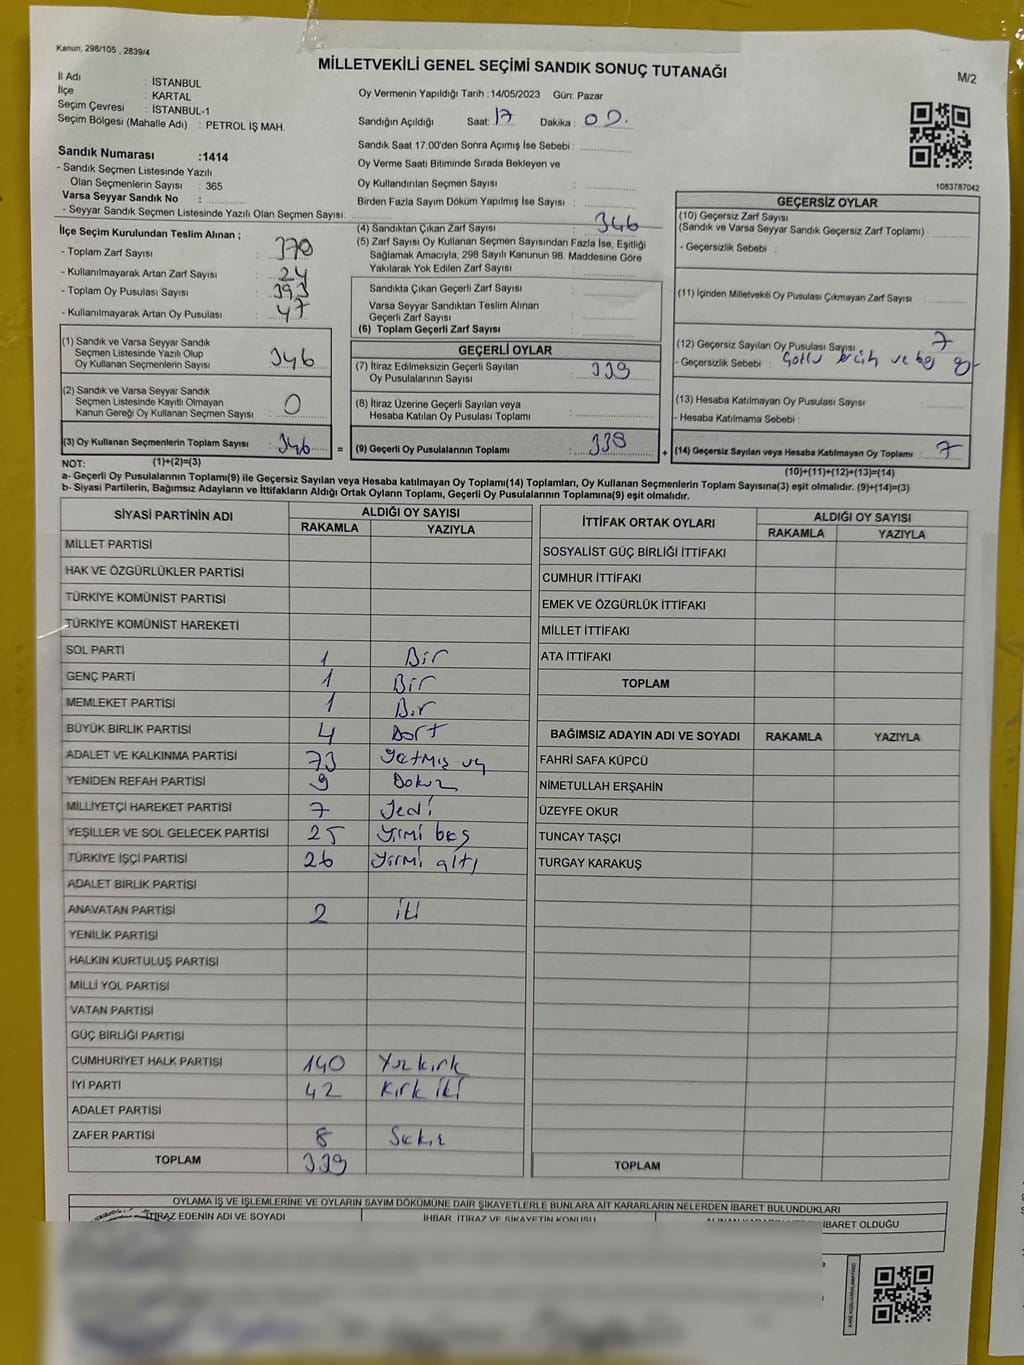 Kanun, 298/105 , 2839/4
MİLLETVEKİLİ GENEL SEÇİMİ SANDIK SONUÇ TUTANAĞI
M/2
İl Adı : İSTANBUL
İlçe : KARTAL
Seçim Çevresi : İSTANBUL-1
Seçim Bölgesi (Mahalle Adı) : PETROL İŞ MAH.
Oy Vermenin Yapıldığı Tarih : 14/05/2023 Gün: Pazar
Sandığın Açıldığı Saat: 17 Dakika : 00.
Sandık Saat 17:00'den Sonra Açımış İse Sebebi :
Oy Verme Saati Bitiminde Sırada Bekleyen ve
Oy Kullandırılan Seçmen Sayısı :
Birden Fazla Sayım Döküm Yapılmış İse Sayısı :
1083787042
Sandık Numarası :1414
- Sandık Seçmen Listesinde Yazılı
Olan Seçmenlerin Sayısı : 365
Varsa Seyyar Sandık No :
- Seyyar Sandık Seçmen Listesinde Yazılı Olan Seçmen Sayısı:
İlçe Seçim Kurulundan Teslim Alınan ;
- Toplam Zarf Sayısı : 370
- Kullanılmayarak Artan Zarf Sayısı : 24
- Toplam Oy Pusulası Sayısı : 393
- Kullanılmayarak Artan Oy Pusulası : 47
(1) Sandık ve Varsa Seyyar Sandık
Seçmen Listesinde Yazılı Olup
Oy Kullanan Seçmenlerin Sayısı : 346
(2) Sandık ve Varsa Seyyar Sandık
Seçmen Listesinde Kayıtlı Olmayan
Kanun Gereği Oy Kullanan Seçmen Sayısı : 0
(3) Oy Kullanan Seçmenlerin Toplam Sayısı : 346 =
(4) Sandıktan Çıkan Zarf Sayısı : 346
(5) Zarf Sayısı Oy Kullanan Seçmen Sayısından Fazla İse, Eşitliği
Sağlamak Amacıyla; 298 Sayılı Kanunun 98. Maddesine Göre
Yakılarak Yok Edilen Zarf Sayısı :
Sandıkta Çıkan Geçerli Zarf Sayısı :
Varsa Seyyar Sandıktan Teslim Alınan
Geçerli Zarf Sayısı :
(6) Toplam Geçerli Zarf Sayısı :
GEÇERLİ OYLAR
(7) İtiraz Edilmeksizin Geçerli Sayılan
Oy Pusulalarının Sayısı : 339
(8) İtiraz Üzerine Geçerli Sayılan veya
Hesaba Katılan Oy Pusulası Toplamı :
(9) Geçerli Oy Pusulalarının Toplamı : 339 +
GEÇERSİZ OYLAR
(10) Geçersiz Zarf Sayısı
(Sandık ve Varsa Seyyar Sandık Geçersiz Zarf Toplamı) :
- Geçersizlik Sebebi :
(11) İçinden Milletvekili Oy Pusulası Çıkmayan Zarf Sayısı :
(12) Geçersiz Sayılan Oy Pusulası Sayısı : 7
- Geçersizlik Sebebi : ve
(13) Hesaba Katılmayan Oy Pusulası Sayısı :
- Hesaba Katılmama Sebebi :
(14) Geçersiz Sayılan veya Hesaba Katılmayan Oy Toplamı : 7
NOT: (1)+(2)=(3) (10)+(11)+(12)+(13)=(14)
a- Geçerli Oy Pusulalarının Toplamı(9) ile Geçersiz Sayılan veya Hesaba katılmayan Oy Toplamı(14) Toplamları, Oy Kullanan Seçmenlerin Toplam Sayısına(3) eşit olmalıdır. (9)+(14)=(3)
b- Siyasi Partilerin, Bağımsız Adayların ve İttifakların Aldığı Ortak Oyların Toplamı, Geçerli Oy Pusulalarının Toplamına(9) eşit olmalıdır.
SİYASİ PARTİNİN ADI ALDIĞI OY SAYISI
RAKAMLA YAZIYLA
MİLLET PARTİSİ
HAK VE ÖZGÜRLÜKLER PARTİSİ
TÜRKİYE KOMÜNİST PARTİSİ
TÜRKİYE KOMÜNİST HAREKETİ
SOL PARTİ 1 Bir
GENÇ PARTİ 1 Bir
MEMLEKET PARTİSİ 1 Bir
BÜYÜK BİRLİK PARTİSİ 4 Dört
ADALET VE KALKINMA PARTİSİ 73 Yetmiş üç
YENİDEN REFAH PARTİSİ 9 Dokuz
MİLLİYETÇİ HAREKET PARTİSİ 7 Yedi
YEŞİLLER VE SOL GELECEK PARTİSİ 25 Yirmi beş
TÜRKİYE İŞÇİ PARTİSİ 26 Yirmi altı
ADALET BİRLİK PARTİSİ
ANAVATAN PARTİSİ 2 iki
YENİLİK PARTİSİ
HALKIN KURTULUŞ PARTİSİ
MİLLİ YOL PARTİSİ
VATAN PARTİSİ
GÜÇ BİRLİĞİ PARTİSİ
CUMHURİYET HALK PARTİSİ 140 Yüz kırk
İYİ PARTİ 42 Kırk iki
ADALET PARTİSİ
ZAFER PARTİSİ 8 Sekiz
TOPLAM 339
İTTİFAK ORTAK OYLARI ALDIĞI OY SAYISI
RAKAMLA YAZIYLA
SOSYALİST GÜÇ BİRLİĞİ İTTİFAKI
CUMHUR İTTİFAKI
EMEK VE ÖZGÜRLÜK İTTİFAKI
MİLLET İTTİFAKI
ATA İTTİFAKI
TOPLAM
BAĞIMSIZ ADAYIN ADI VE SOYADI RAKAMLA YAZIYLA
FAHRİ SAFA KÜPCÜ
NİMETULLAH ERŞAHİN
ÜZEYFE OKUR
TUNCAY TAŞÇI
TURGAY KARAKUŞ
TOPLAM
OYLAMA İŞ VE İŞLEMLERİNE VE OYLARIN SAYIM DÖKÜMÜNE DAİR ŞİKAYETLERLE BUNLARA AİT KARARLARIN NELERDEN İBARET BULUNDUKLARI
İTİRAZ EDENİN ADI VE SOYADI İHBAR, İTİRAZ VE ŞİKAYETİN KONUSU ALINAN KARARIN İBARET OLDUĞU